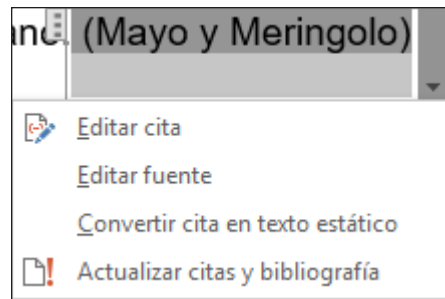 (Mayo y Meringolo)
Editar cita
Editar fuente
Convertir cita en texto estático
Actualizar citas y bibliografía